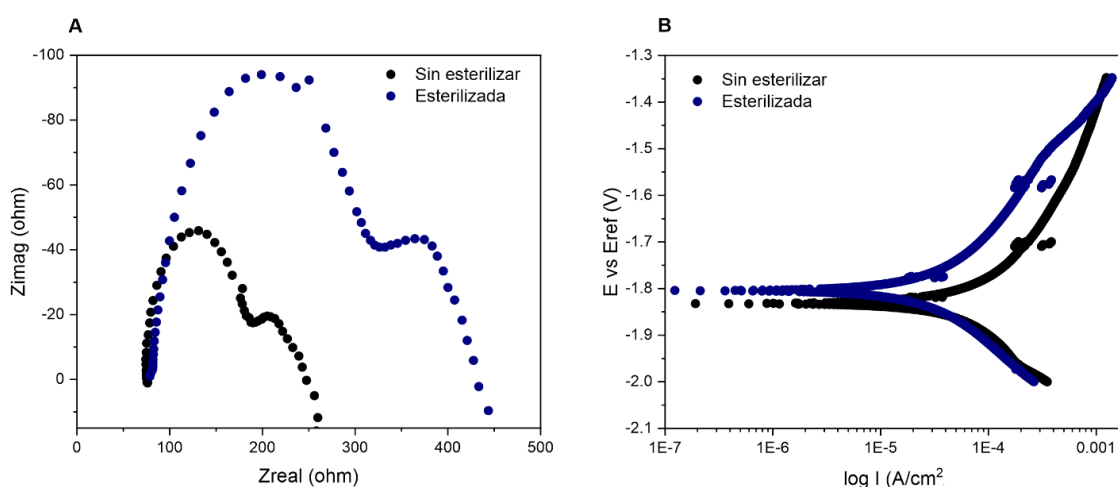 A
Zimag (ohm)
-100
-80
-60
-40
-20
0
0
100
200
300
400
500
Zreal (ohm)
Sin esterilizar
Esterilizada
B
E vs Eref (V)
-1.3
-1.4
-1.5
-1.6
-1.7
-1.8
-1.9
-2.0
-2.1
1E-7
1E-6
1E-5
1E-4
0.001
log I (A/cm²
Sin esterilizar
Esterilizada